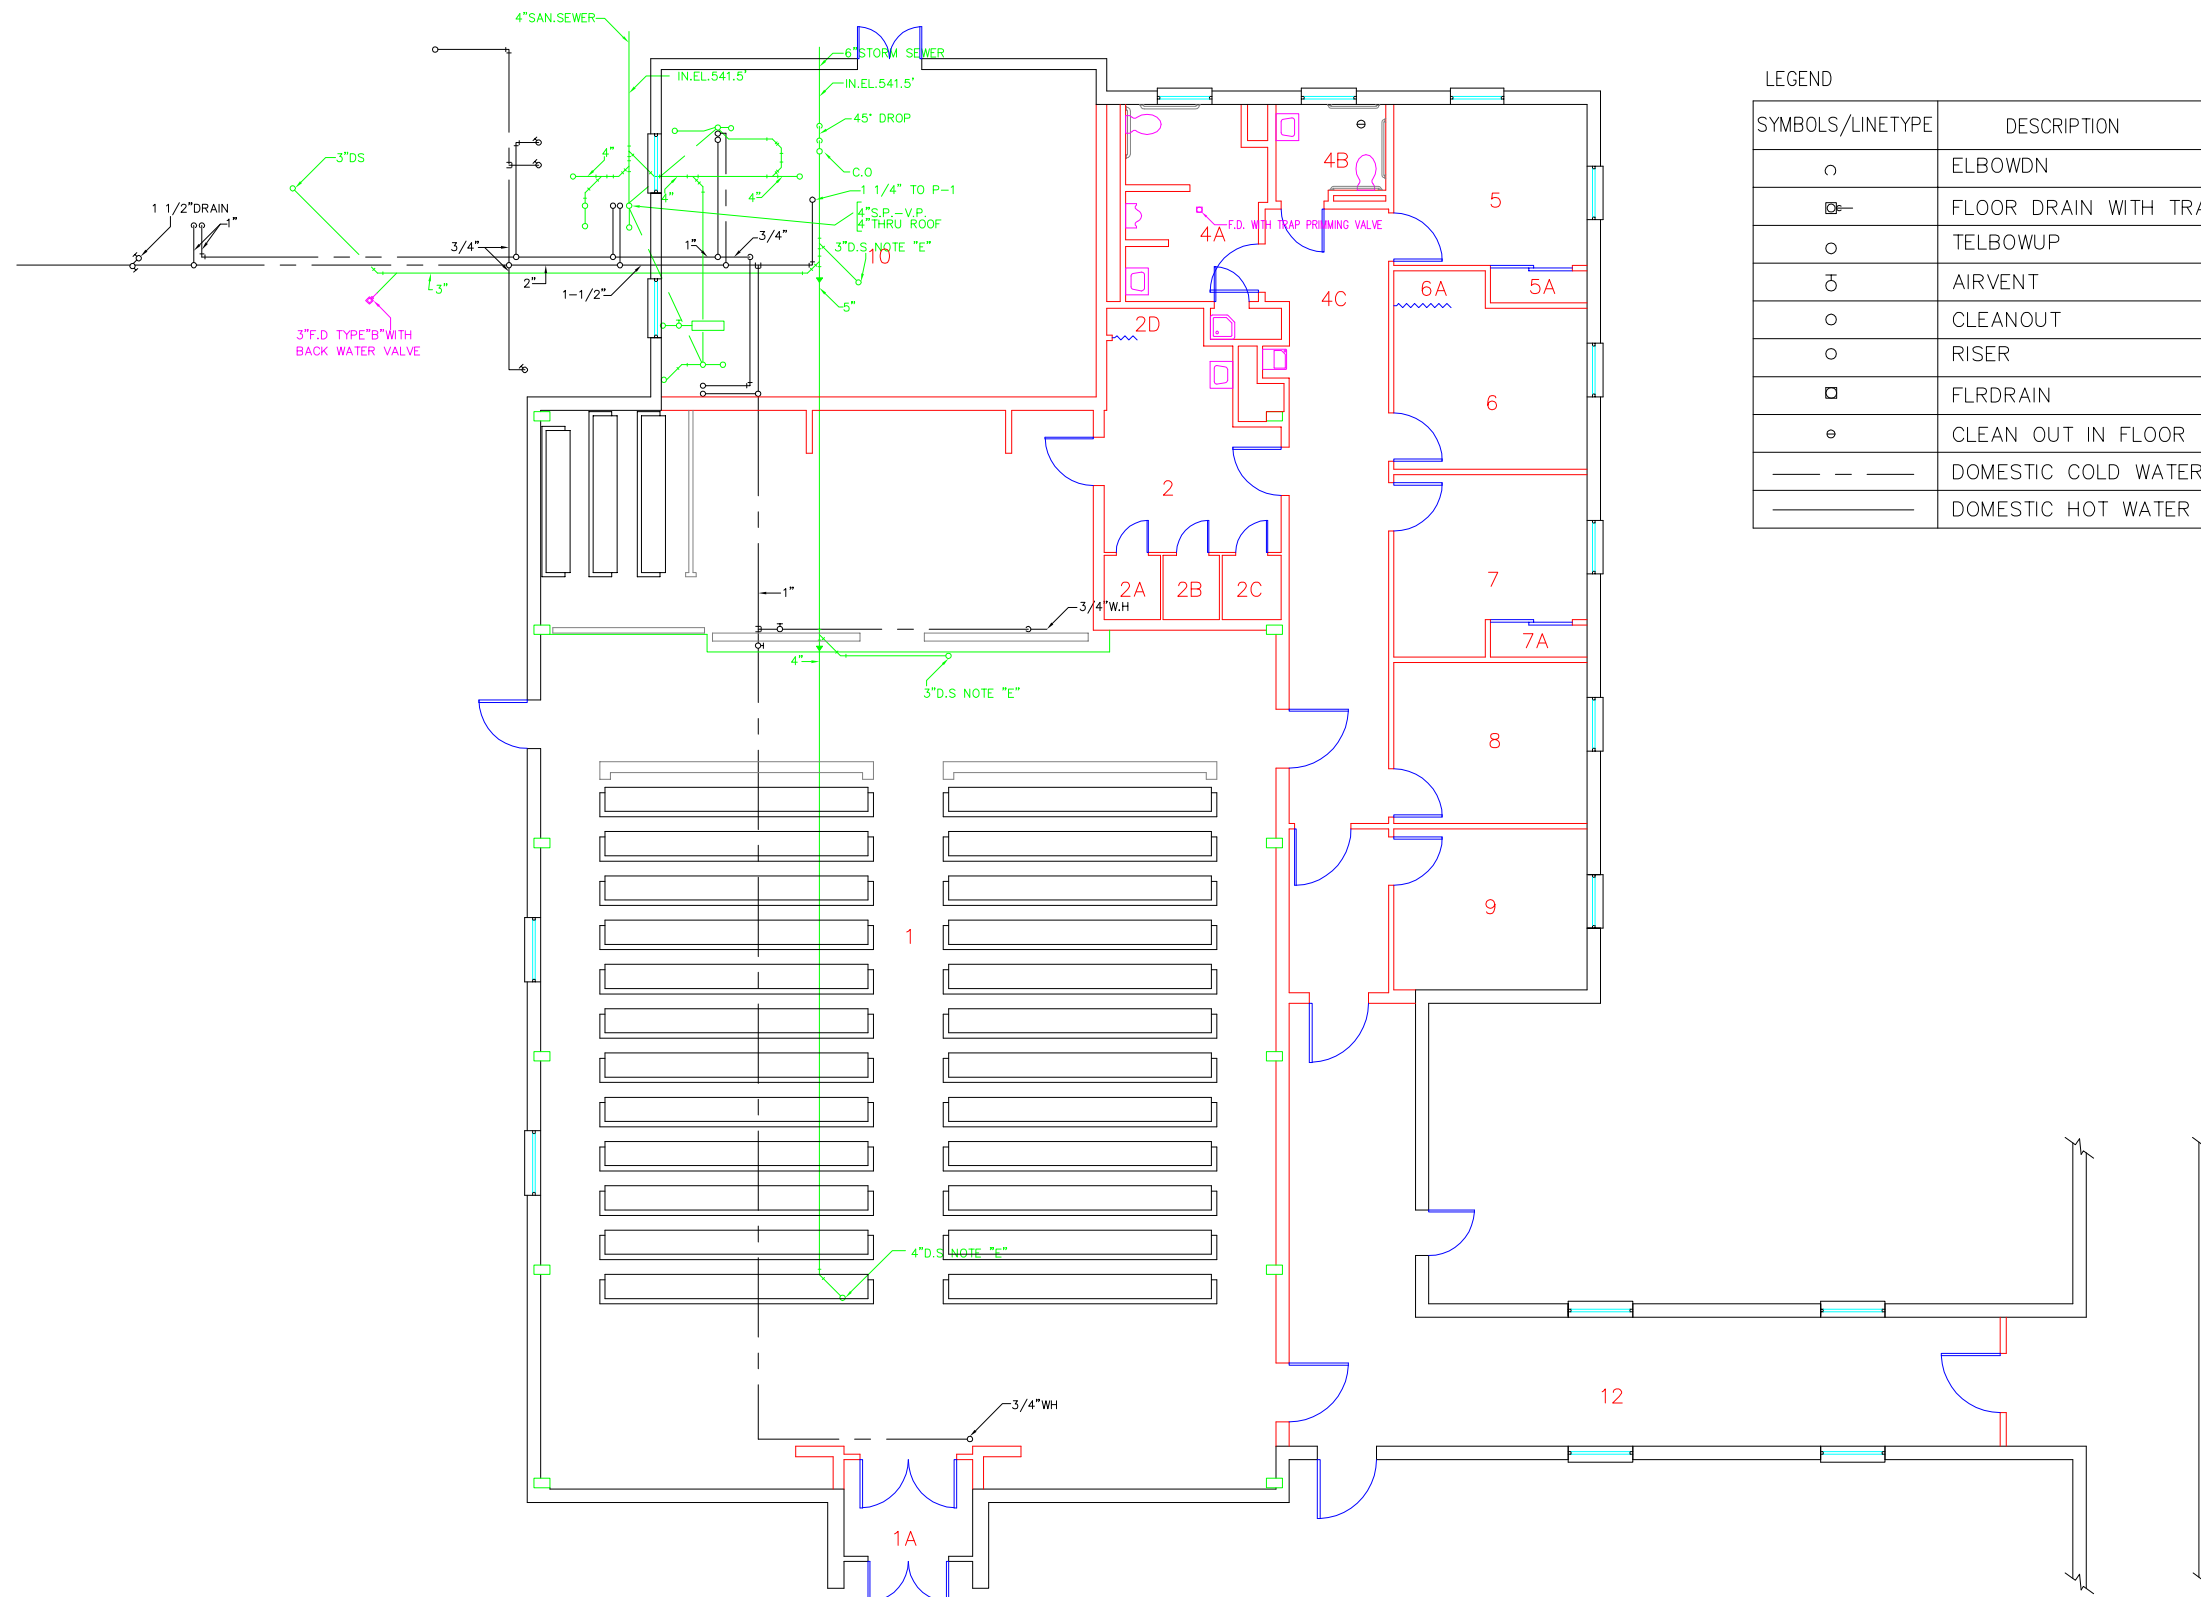 4"SAN.SEWER
6"STORM SEWER
IN.EL.541.5'
IN.EL.541.5'
45° DROP
4"
3"DS
C.O
1 1/4" TO P-1
4"
4"
1 1/2"DRAIN
1"
4"S.P.-V.P.
4"THRU ROOF
3/4"
1"
3/4"
3"D.S NOTE "E"
10
2"
3"
1-1/2"
5"
3"F.D TYPE"B"WITH
BACK WATER VALVE
4B
5
F.D. WITH TRAP PRIMMING VALVE
4A
4C
6A
5A
2D
6
2
7
2A
2B
2C
1"
3/4"W.H
7A
4"
3"D.S NOTE "E"
8
9
1
4"D.S NOTE "E"
12
3/4"WH
1A
LEGEND
SYMBOLS/LINETYPE
DESCRIPTION
ELBOWDN
FLOOR DRAIN WITH TRA
TELBOWUP
AIRVENT
CLEANOUT
RISER
FLRDRAIN
CLEAN OUT IN FLOOR
DOMESTIC COLD WATER
DOMESTIC HOT WATER